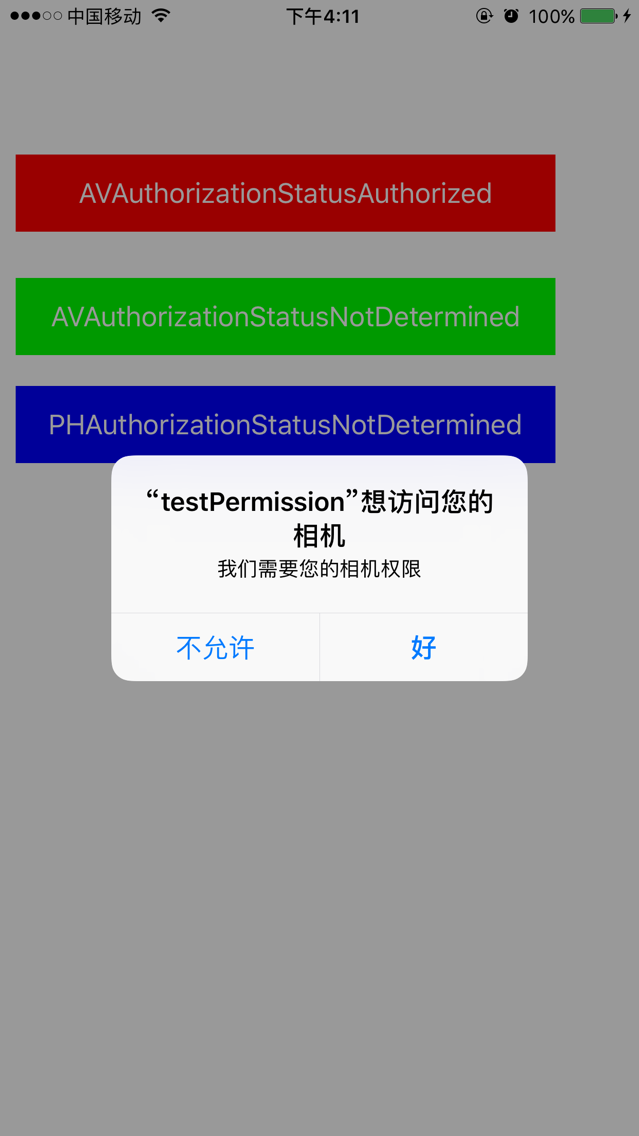 中国移动 下午4:11 100%
AVAuthorizationStatusAuthorized
AVAuthorizationStatusNotDetermined
PHAuthorizationStatusNotDetermined
“testPermission”想访问您的
相机
我们需要您的相机权限
不允许 好